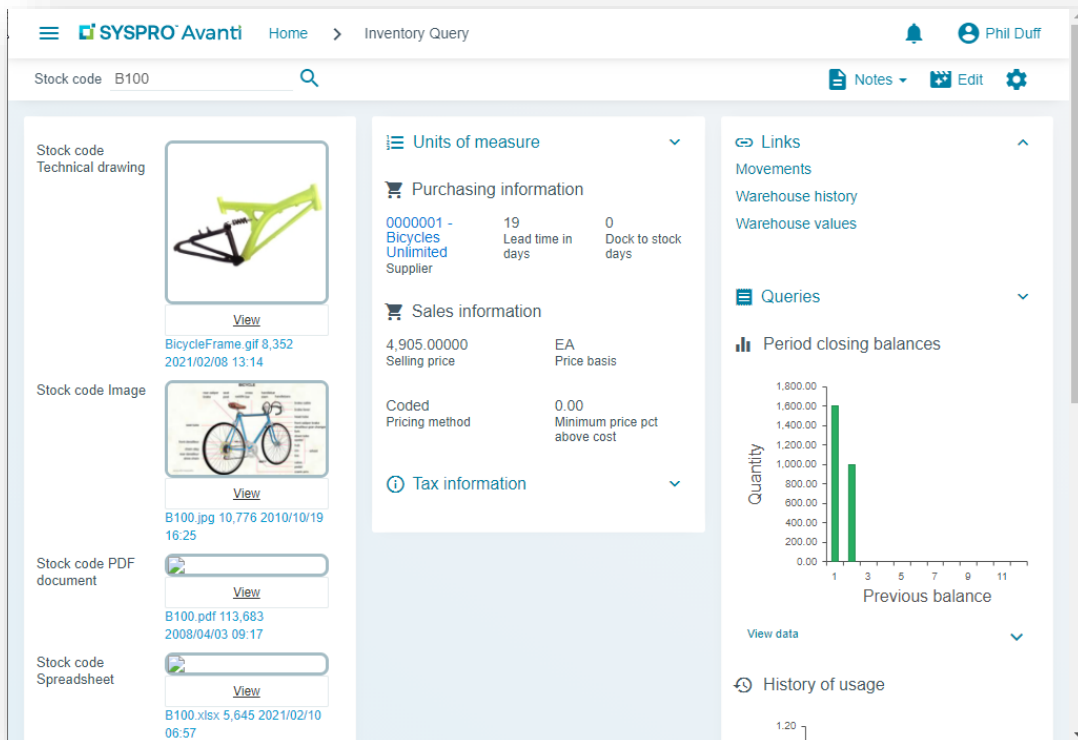 SYSPRO Avanti Home > Inventory Query Phil Duff
Stock code B100 Notes Edit
Stock code
Technical drawing
View
BicycleFrame.gif 8,352
2021/02/08 13:14
Stock code Image
BICYCLE
View
B100.jpg 10,776 2010/10/19
16:25
Stock code PDF
document
View
B100.pdf 113,683
2008/04/03 09:17
Stock code
Spreadsheet
View
B100.xlsx 5,645 2021/02/10
06:57
Units of measure
Purchasing information
0000001 -
Bicycles
Unlimited
Supplier
19
Lead time in
days
0
Dock to stock
days
Sales information
4,905.00000
Selling price
EA
Price basis
Coded
Pricing method
0.00
Minimum price pct
above cost
Tax information
Links
Movements
Warehouse history
Warehouse values
Queries
Period closing balances
Quantity
1,800.00
1,600.00
1,400.00
1,200.00
1,000.00
800.00
600.00
400.00
200.00
0.00
1 3 5 7 9 11
Previous balance
View data
History of usage
1.20